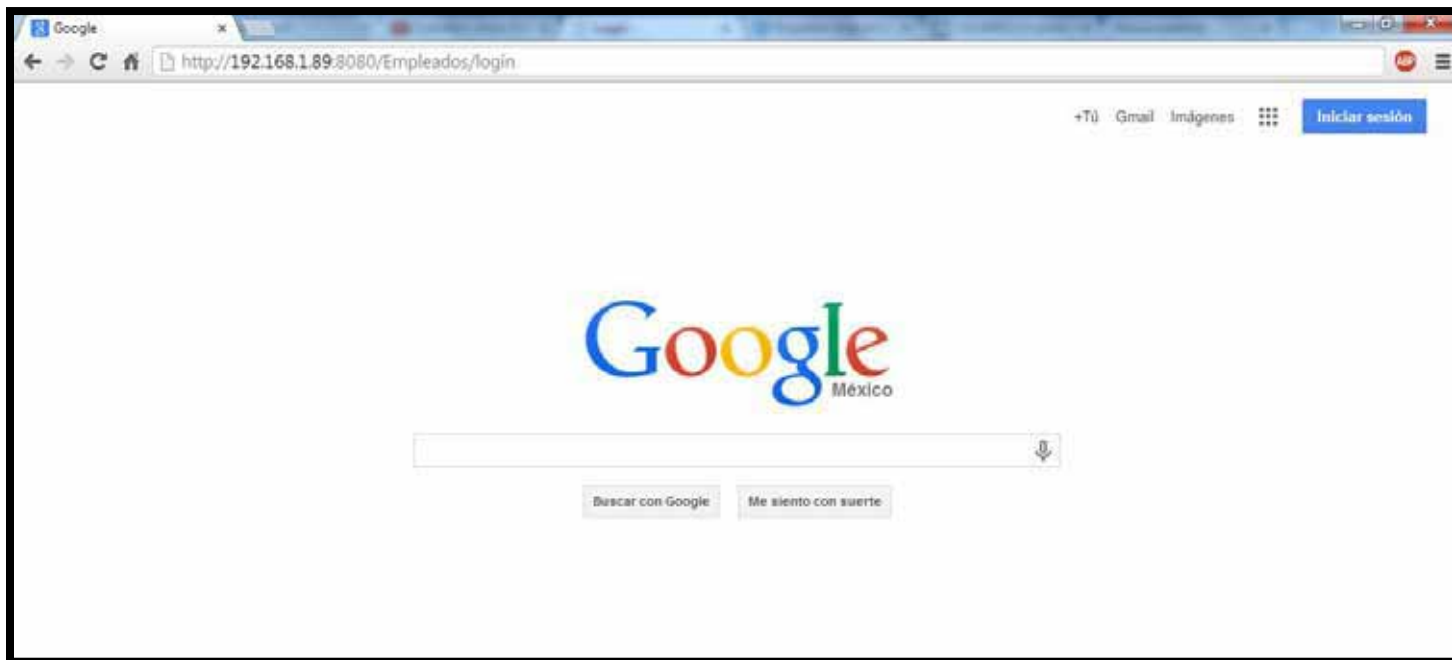 Google
http://192.168.1.89:8080/Empleados/login
ABP
+Tú Gmail Imágenes Iniciar sesión
Google
México
Buscar con Google Me siento con suerte